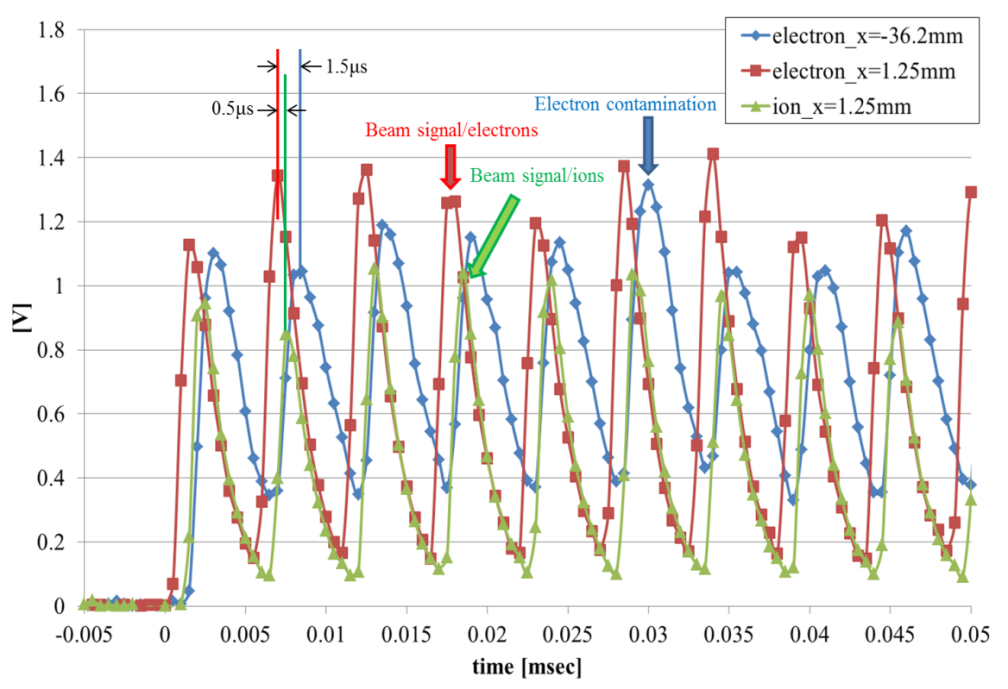 electron_x=-36.2mm
electron_x=1.25mm
ion_x=1.25mm
1.5μs
0.5μs
Electron contamination
Beam signal/electrons
Beam signal/ions
[V]
1.8
1.6
1.4
1.2
1
0.8
0.6
0.4
0.2
0
-0.005 0 0.005 0.01 0.015 0.02 0.025 0.03 0.035 0.04 0.045 0.05
time [msec]